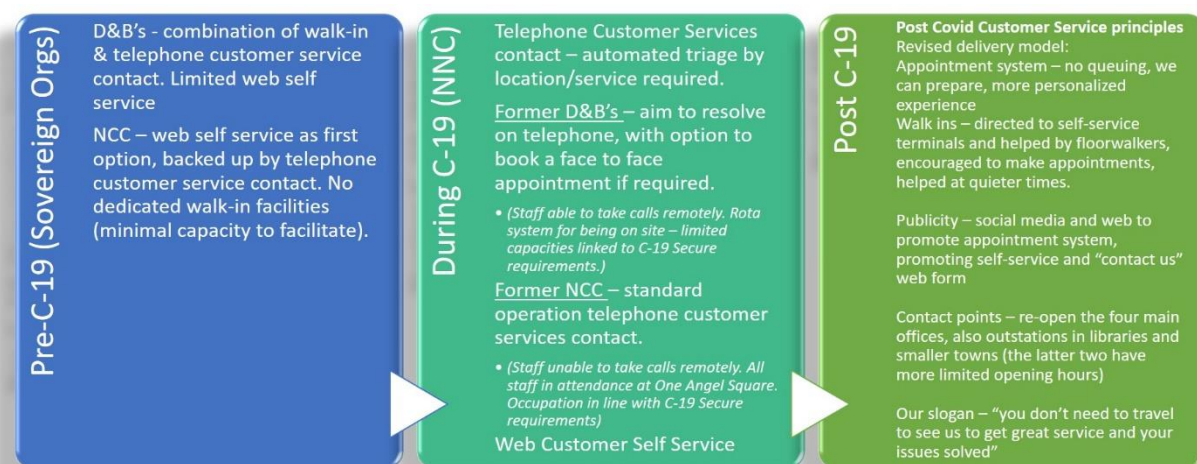 Pre-C-19 (Sovereign Orgs)
D&B's - combination of walk-in
& telephone customer service
contact. Limited web self
service
NCC – web self service as first
option, backed up by telephone
customer service contact. No
dedicated walk-in facilities
(minimal capacity to facilitate).
During C-19 (NNC)
Telephone Customer Services
contact – automated triage by
location/service required.
Former D&B's – aim to resolve
on telephone, with option to
book a face to face
appointment if required.
• (Staff able to take calls remotely. Rota
system for being on site – limited
capacities linked to C-19 Secure
requirements.)
Former NCC – standard
operation telephone customer
services contact.
• (Staff unable to take calls remotely. All
staff in attendance at One Angel Square.
Occupation in line with C-19 Secure
requirements)
Web Customer Self Service
Post C-19
Post Covid Customer Service principles
Revised delivery model:
Appointment system – no queuing, we
can prepare, more personalized
experience
Walk ins – directed to self-service
terminals and helped by floorwalkers,
encouraged to make appointments,
helped at quieter times.
Publicity – social media and web to
promote appointment system,
promoting self-service and "contact us"
web form
Contact points – re-open the four main
offices, also outstations in libraries and
smaller towns (the latter two have
more limited opening hours)
Our slogan – "you don't need to travel
to see us to get great service and your
issues solved"